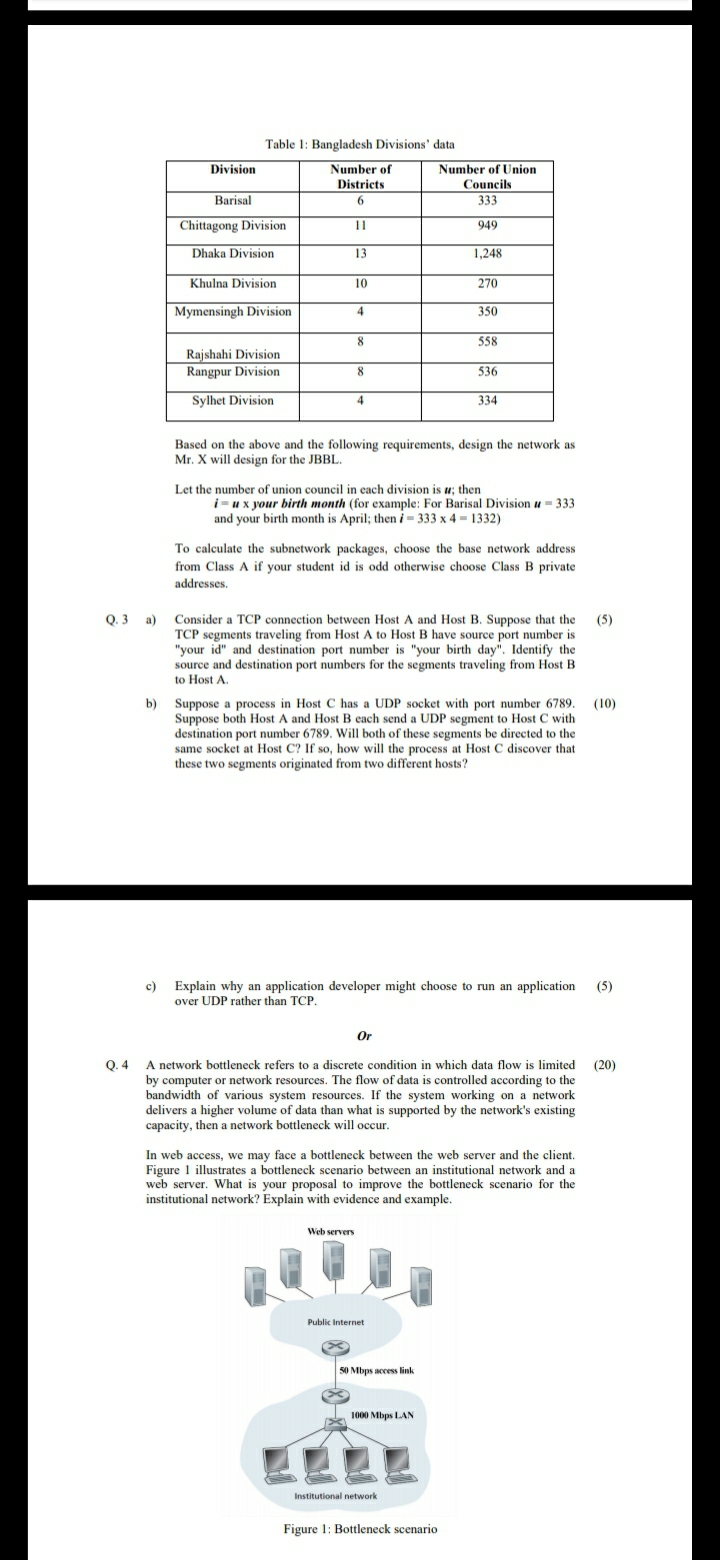 Table 1: Bangladesh Divisions' data
Division Number of Districts Number of Union Councils
Barisal 6 333
Chittagong Division 11 949
Dhaka Division 13 1,248
Khulna Division 10 270
Mymensingh Division 4 350
Rajshahi Division 8 558
Rangpur Division 8 536
Sylhet Division 4 334
Based on the above and the following requirements, design the network as
Mr. X will design for the JBBL.
Let the number of union council in each division is u; then
i = u x your birth month (for example: For Barisal Division u = 333
and your birth month is April; then i = 333 x 4 = 1332)
To calculate the subnetwork packages, choose the base network address
from Class A if your student id is odd otherwise choose Class B private
addresses.
Q. 3 a) Consider a TCP connection between Host A and Host B. Suppose that the (5)
TCP segments traveling from Host A to Host B have source port number is
"your id" and destination port number is "your birth day". Identify the
source and destination port numbers for the segments traveling from Host B
to Host A.
b) Suppose a process in Host C has a UDP socket with port number 6789. (10)
Suppose both Host A and Host B each send a UDP segment to Host C with
destination port number 6789. Will both of these segments be directed to the
same socket at Host C? If so, how will the process at Host C discover that
these two segments originated from two different hosts?
c) Explain why an application developer might choose to run an application (5)
over UDP rather than TCP.
Or
Q. 4 A network bottleneck refers to a discrete condition in which data flow is limited (20)
by computer or network resources. The flow of data is controlled according to the
bandwidth of various system resources. If the system working on a network
delivers a higher volume of data than what is supported by the network's existing
capacity, then a network bottleneck will occur.
In web access, we may face a bottleneck between the web server and the client.
Figure 1 illustrates a bottleneck scenario between an institutional network and a
web server. What is your proposal to improve the bottleneck scenario for the
institutional network? Explain with evidence and example.
Web servers
Public Internet
50 Mbps access link
1000 Mbps LAN
Institutional network
Figure 1: Bottleneck scenario